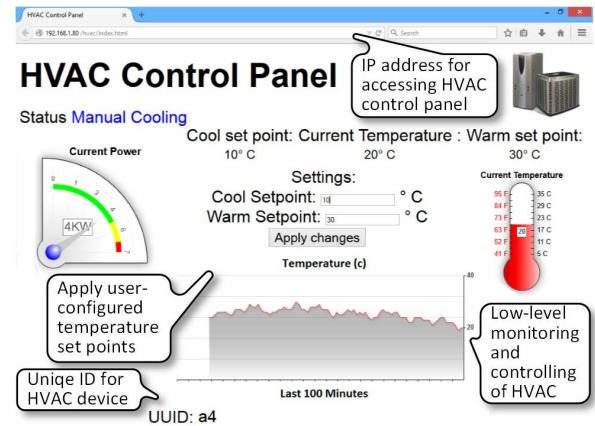 HVAC Control Panel
192.168.1.80/hvac/index.html
Search
HVAC Control Panel
IP address for
accessing HVAC
control panel
Status Manual Cooling
Cool set point: Current Temperature : Warm set point:
10° C 20° C 30° C
Current Power
0
4KW
Settings:
Cool Setpoint: 10 ° C
Warm Setpoint: 30 ° C
Apply changes
Current Temperature
95 F 35 C
84 F 29 C
73 F 23 C
63 F 20 17 C
52 F 11 C
41 F 5 C
Temperature (c)
40
20
Apply user-
configured
temperature
set points
Low-level
monitoring
and
controlling
of HVAC
Uniqe ID for
HVAC device
Last 100 Minutes
UUID: a4